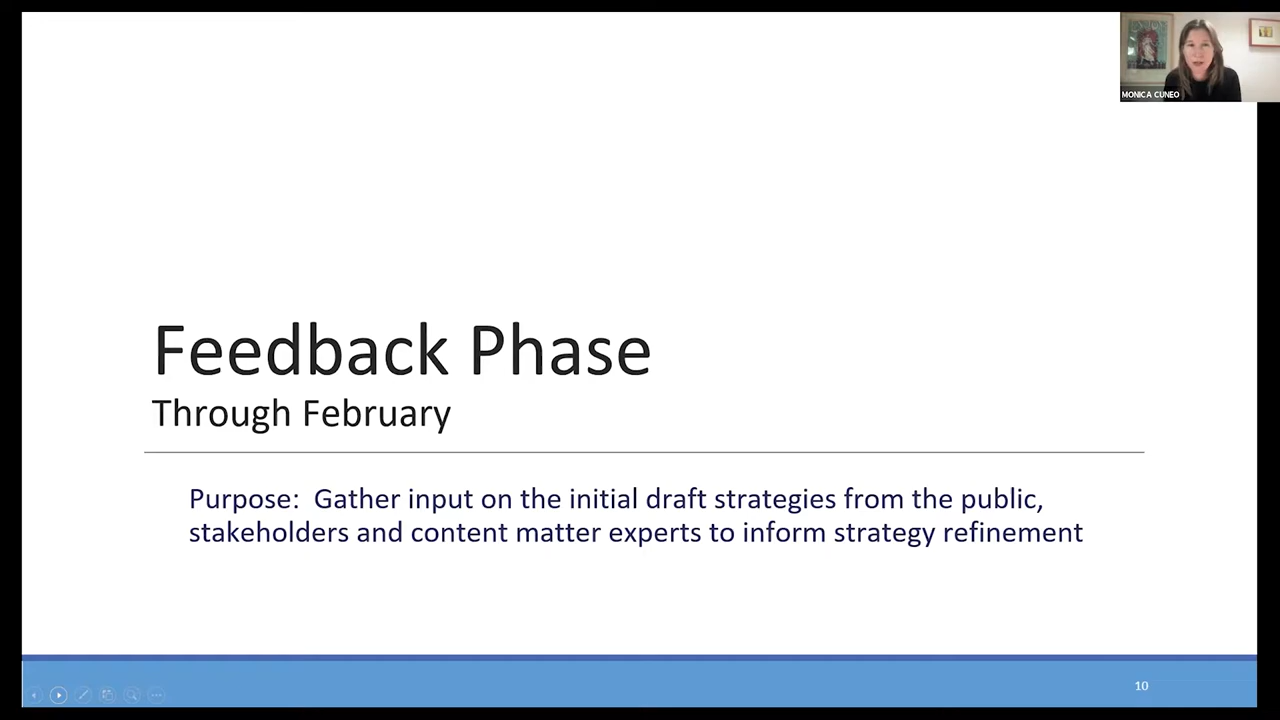 MONICA CUNEO
Feedback Phase
Through February
Purpose:  Gather input on the initial draft strategies from the public,
stakeholders and content matter experts to inform strategy refinement
10